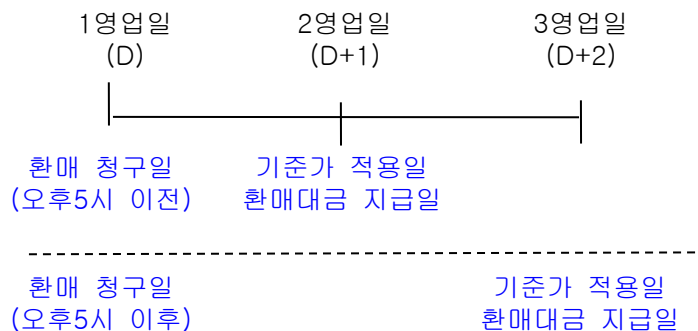 1영업일 2영업일 3영업일
(D) (D+1) (D+2)
환매 청구일 기준가 적용일
(오후5시 이전) 환매대금 지급일
환매 청구일 기준가 적용일
(오후5시 이후) 환매대금 지급일